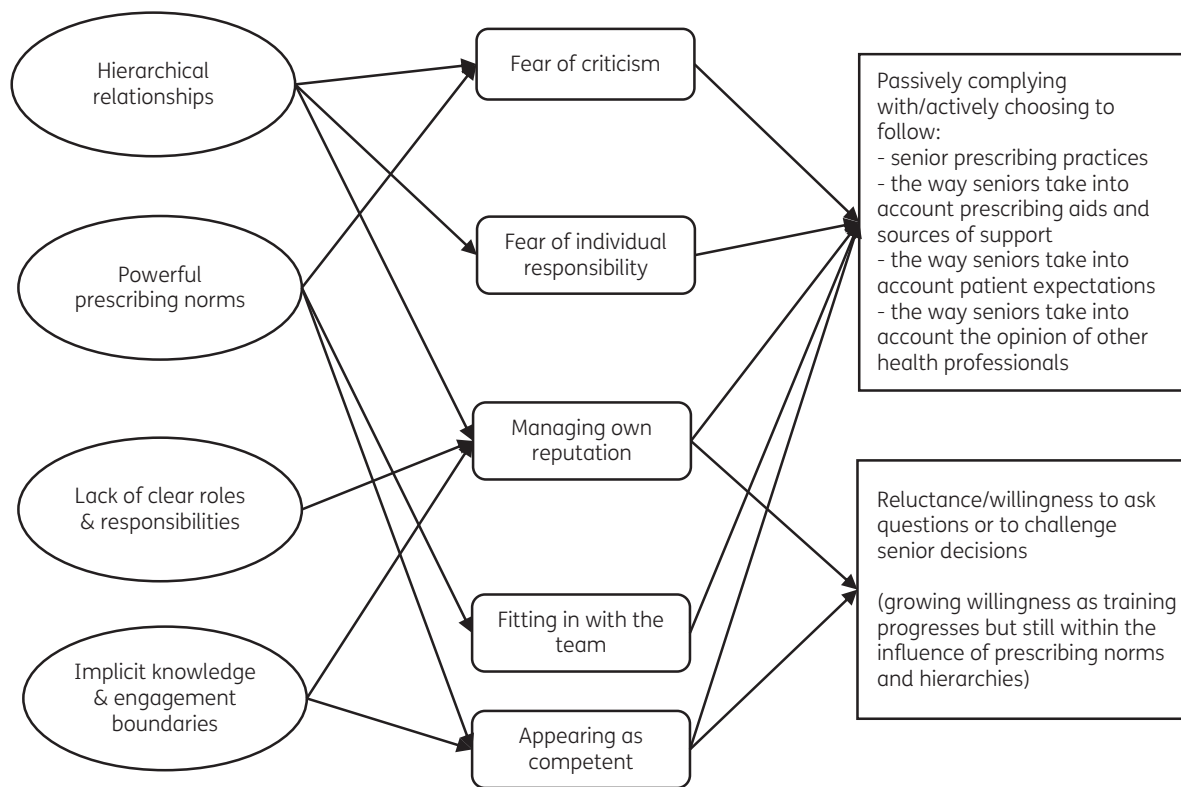 Hierarchical
relationships
Powerful
prescribing norms
Lack of clear roles
& responsibilities
Implicit knowledge
& engagement
boundaries
Fear of criticism
Fear of individual
responsibility
Managing own
reputation
Fitting in with the
team
Appearing as
competent
Passively complying
with/actively choosing to
follow:
- senior prescribing practices
- the way seniors take into
account prescribing aids and
sources of support
- the way seniors take into
account patient expectations
- the way seniors take into
account the opinion of other
health professionals
Reluctance/willingness to ask
questions or to challenge
senior decisions
(growing willingness as training
progresses but still within the
influence of prescribing norms
and hierarchies)